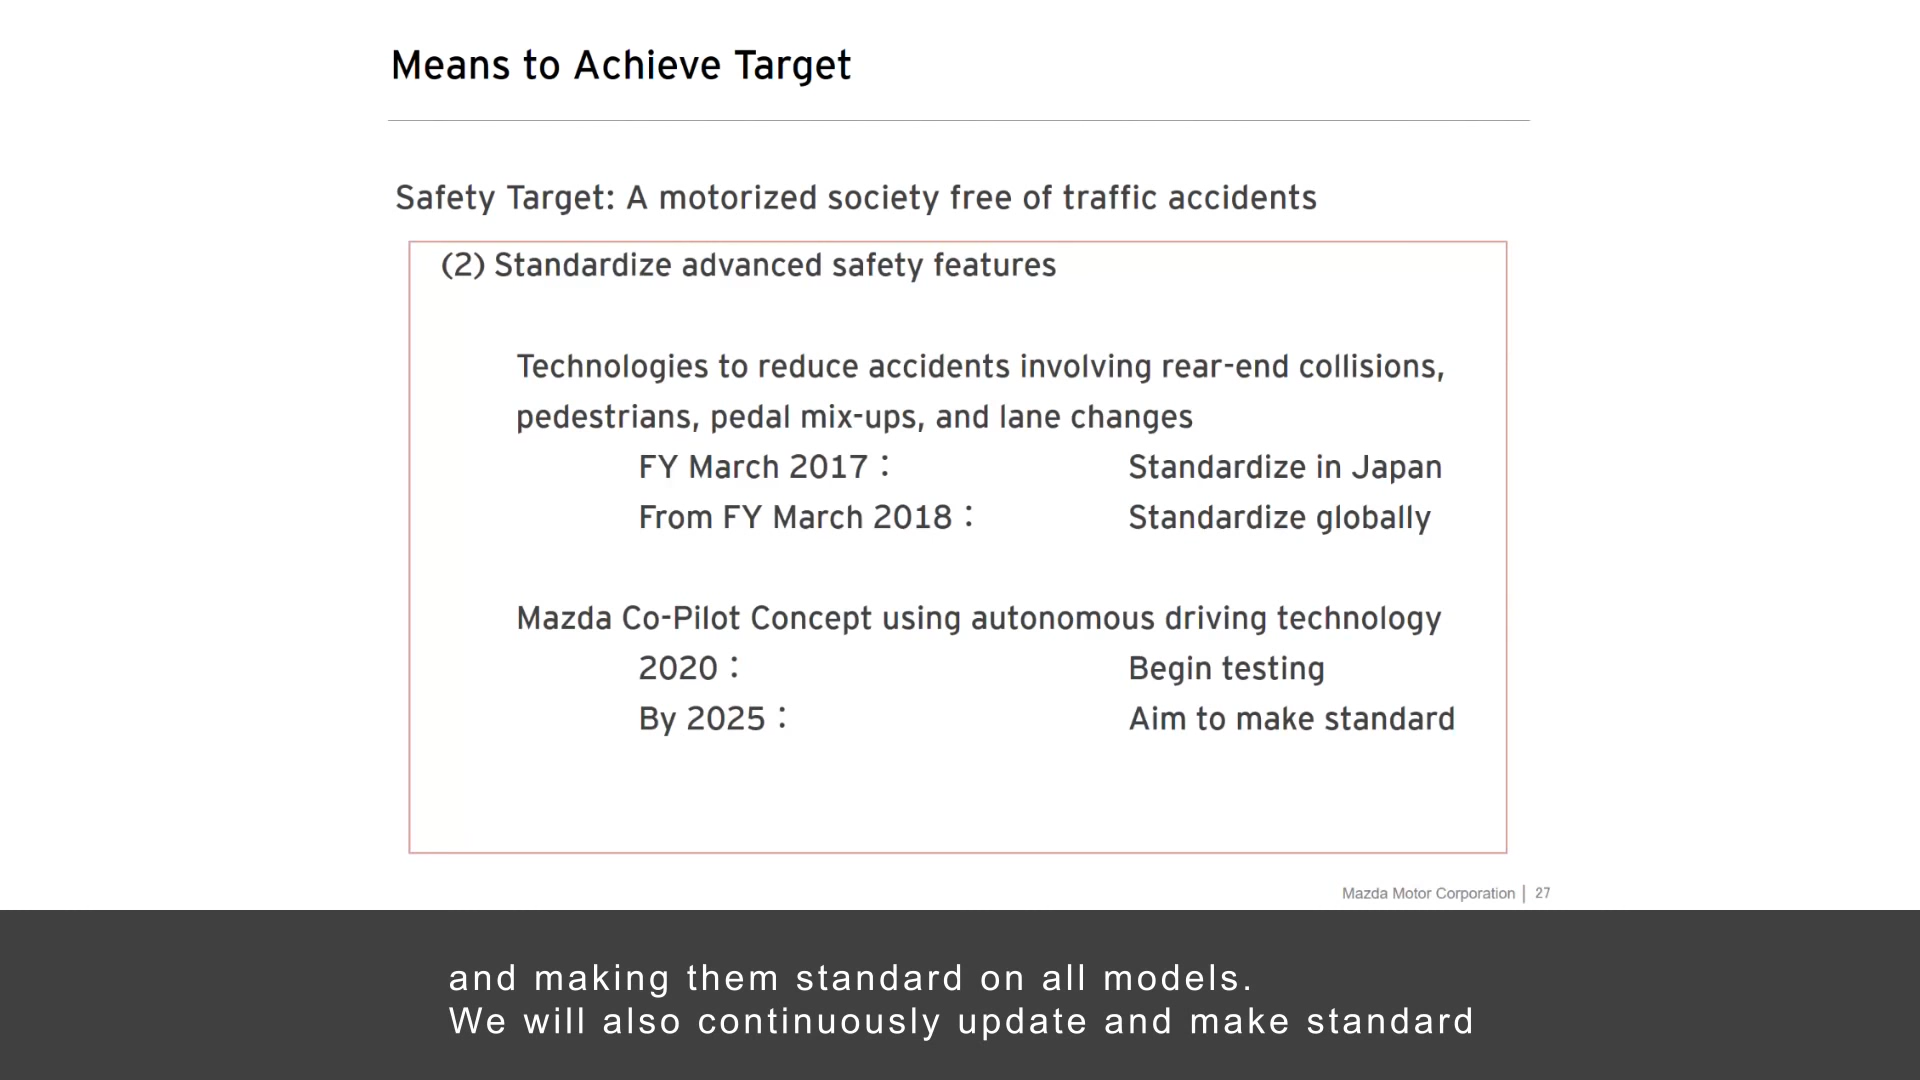 Means to Achieve Target
Safety Target: A motorized society free of traffic accidents
(2) Standardize advanced safety features
Technologies to reduce accidents involving rear-end collisions,
pedestrians, pedal mix-ups, and lane changes
FY March 2017： Standardize in Japan
From FY March 2018： Standardize globally
Mazda Co-Pilot Concept using autonomous driving technology
2020： Begin testing
By 2025： Aim to make standard
Mazda Motor Corporation | 27
and making them standard on all models.
We will also continuously update and make standard